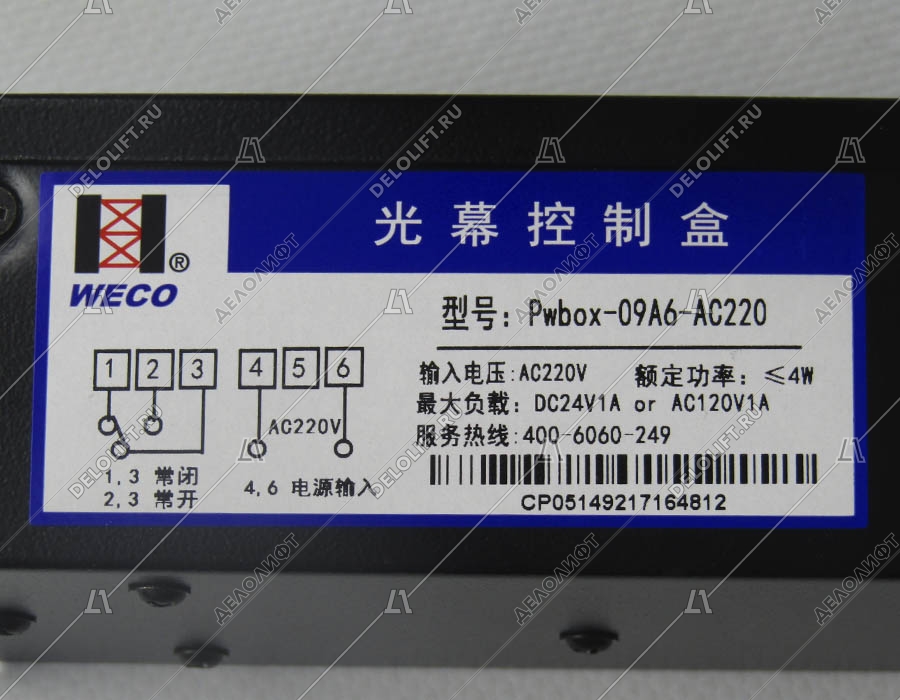 光幕控制盒
®
WECO
型号: Pwbox-09A6-AC220
输入电压:AC220V 额定功率: ≤4W
最大负载: DC24V1A or AC120V1A
服务热线:400-6060-249
CP05149217164812
1 2 3 4 5 6
AC220V
1,3 常闭
2,3 常开
4,6 电源输入
DELOLIFT.RU
ДЕЛОЛИФТ